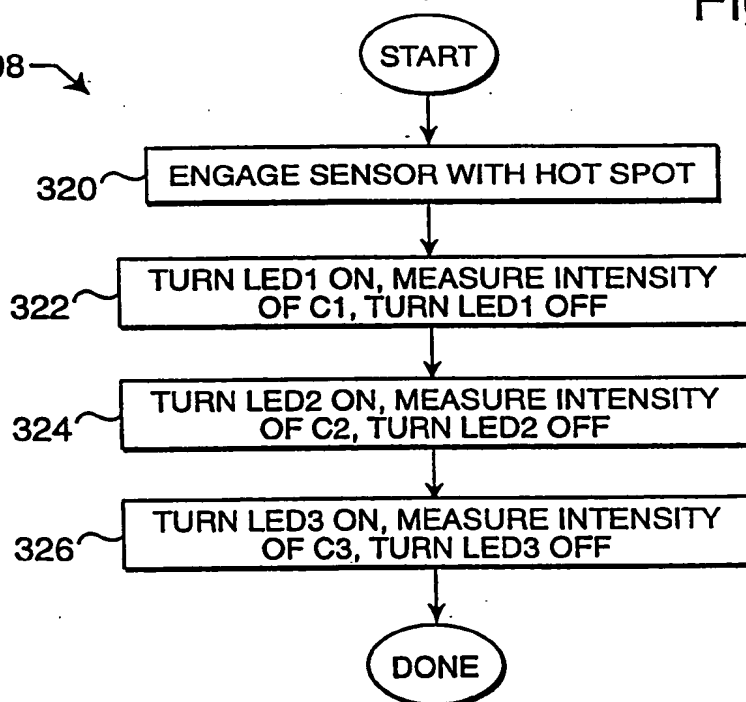 START
320
ENGAGE SENSOR WITH HOT SPOT
322
TURN LED1 ON, MEASURE INTENSITY
OF C1, TURN LED1 OFF
324
TURN LED2 ON, MEASURE INTENSITY
OF C2, TURN LED2 OFF
326
TURN LED3 ON, MEASURE INTENSITY
OF C3, TURN LED3 OFF
DONE